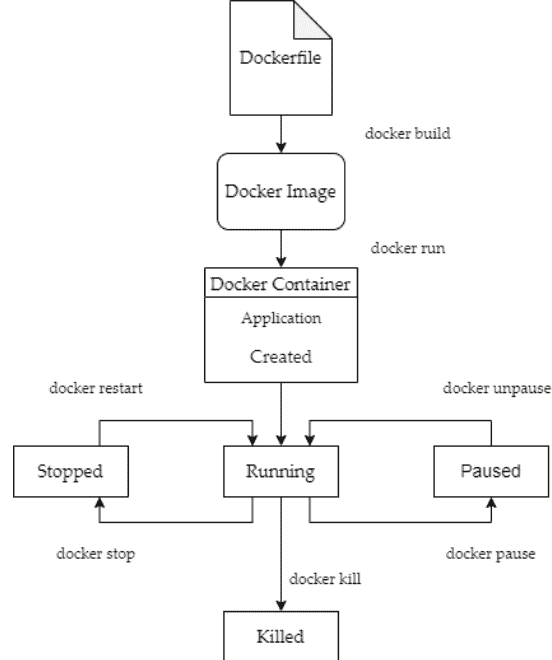 Dockerfile
docker build
Docker Image
docker run
Docker Container
Application
Created
docker restart
docker unpause
Stopped
Running
Paused
docker stop
docker pause
docker kill
Killed